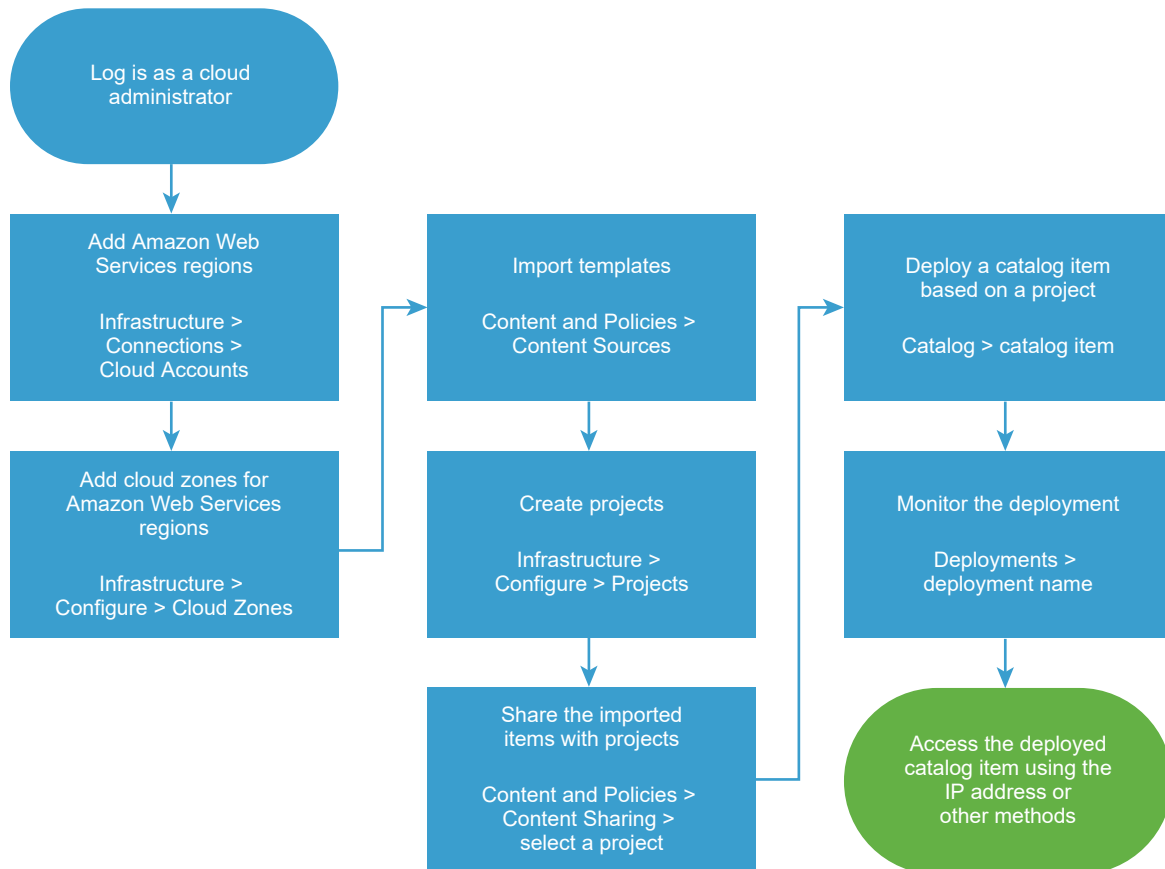 Log is as a cloud
administrator
Add Amazon Web
Services regions
Infrastructure >
Connections >
Cloud Accounts
Add cloud zones for
Amazon Web Services
regions
Infrastructure >
Configure > Cloud Zones
Import templates
Content and Policies >
Content Sources
Create projects
Infrastructure >
Configure > Projects
Share the imported
items with projects
Content and Policies >
Content Sharing >
select a project
Deploy a catalog item
based on a project
Catalog > catalog item
Monitor the deployment
Deployments >
deployment name
Access the deployed
catalog item using the
IP address or
other methods